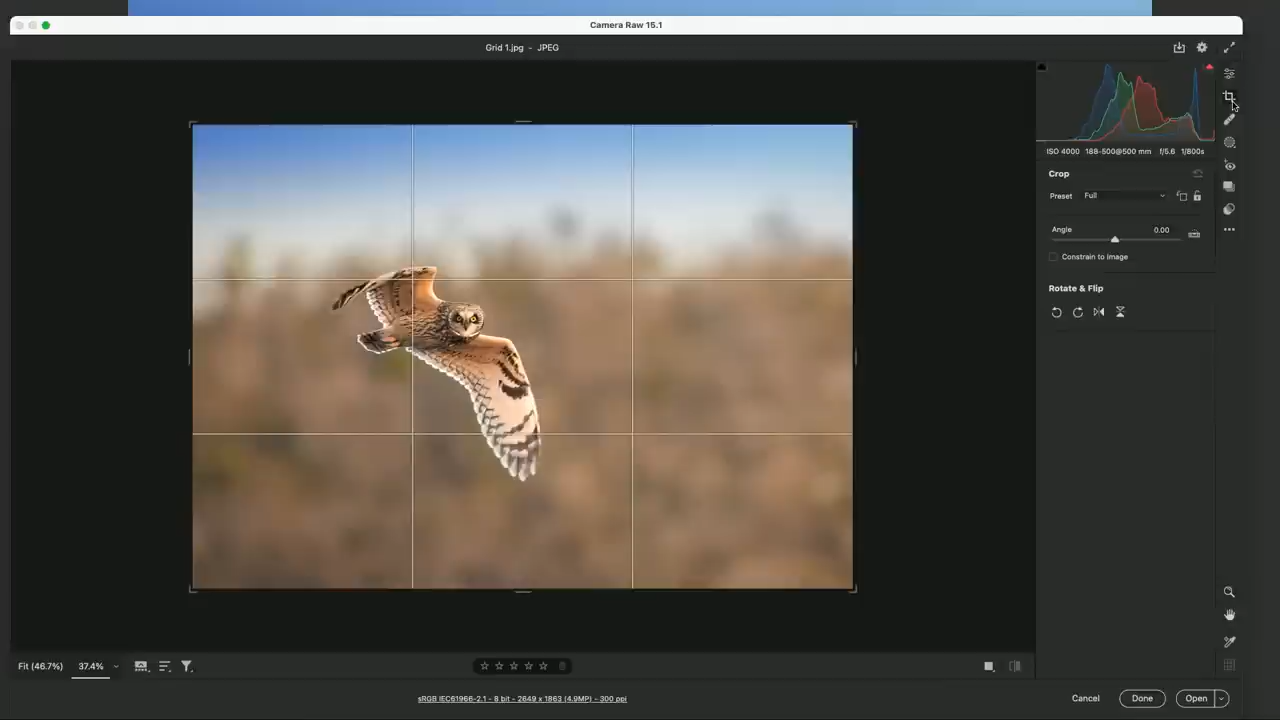 Camera Raw 15.1
Grid 1.jpg - JPEG
ISO 4000 188-500@500 mm f/5.6 1/800s
Crop
Preset Full
Angle 0.00
Constrain to Image
Rotate & Flip
Fit (46.7%) 37.4%
sRGB IEC61966-2.1 - 8 bit - 2649 x 1863 (4.9MP) - 300 ppi
Cancel Done Open